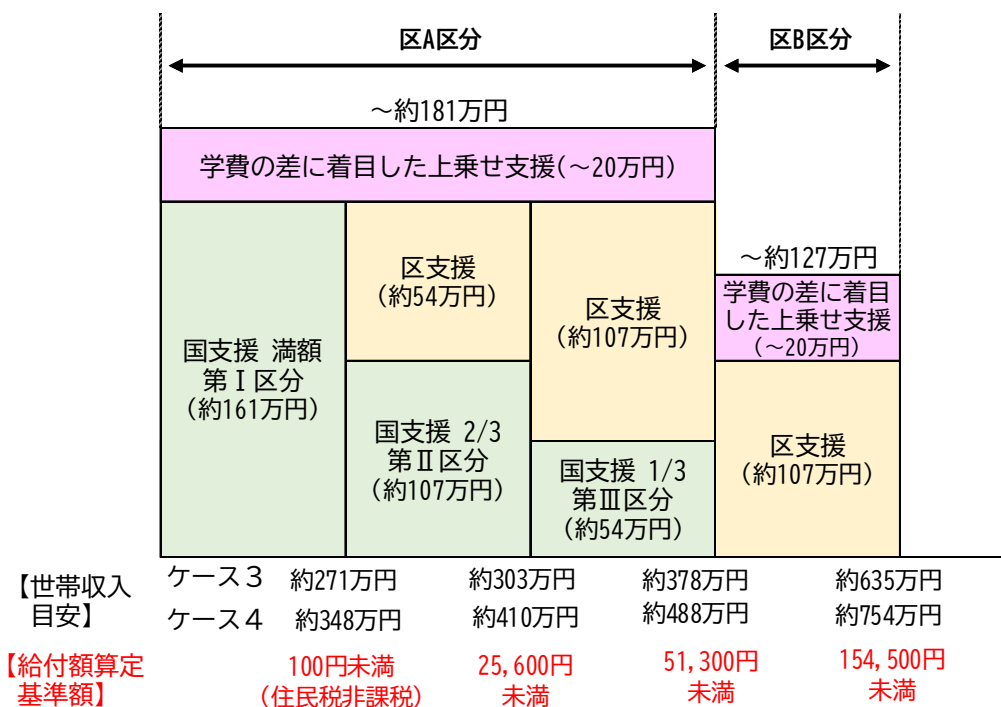 区A区分
区B区分
～約181万円
学費の差に着目した上乗せ支援(～20万円)
国支援 満額
第Ⅰ区分
(約161万円)
区支援
(約54万円)
国支援 2/3
第Ⅱ区分
(約107万円)
区支援
(約107万円)
国支援 1/3
第Ⅲ区分
(約54万円)
～約127万円
学費の差に着目
した上乗せ支援
(～20万円)
区支援
(約107万円)
【世帯収入
目安】
ケース３ 約271万円 約303万円 約378万円 約635万円
ケース４ 約348万円 約410万円 約488万円 約754万円
【給付額算定
基準額】
100円未満
(住民税非課税)
25,600円
未満
51,300円
未満
154,500円
未満